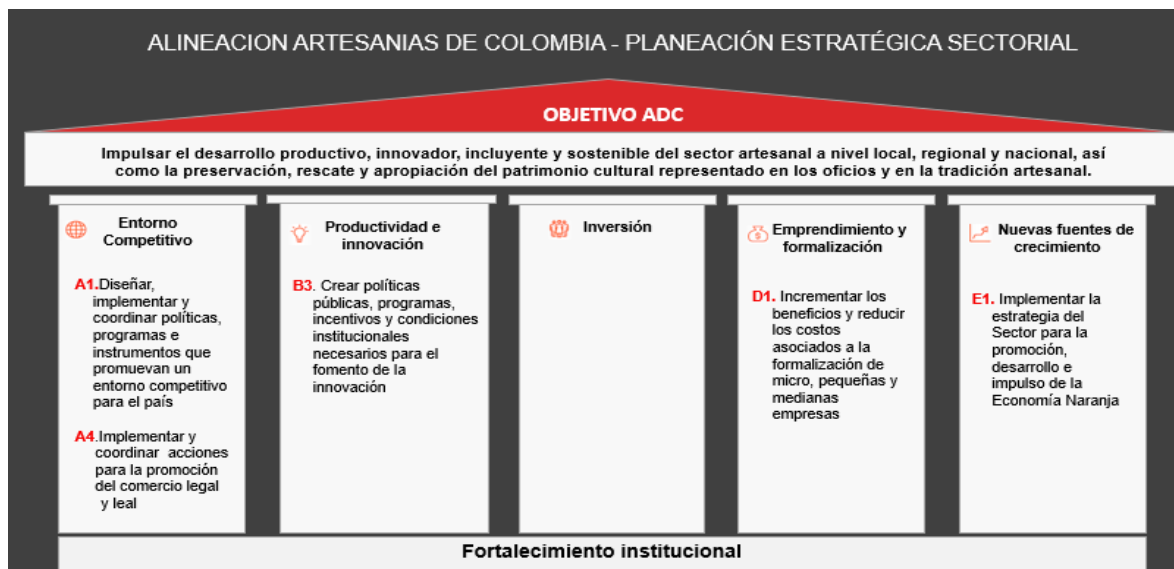 ALINEACION ARTESANIAS DE COLOMBIA - PLANEACIÓN ESTRATÉGICA SECTORIAL
OBJETIVO ADC
Impulsar el desarrollo productivo, innovador, incluyente y sostenible del sector artesanal a nivel local, regional y nacional, así
como la preservación, rescate y apropiación del patrimonio cultural representado en los oficios y en la tradición artesanal.
Entorno
Competitivo
A1.Diseñar,
implementar y
coordinar políticas,
programas e
instrumentos que
promuevan un
entorno competitivo
para el país
A4.Implementar y
coordinar acciones
para la promoción
del comercio legal
y leal
Productividad e
innovación
B3. Crear políticas
públicas, programas,
incentivos y condiciones
institucionales
necesarios para el
fomento de la
innovación
Inversión
Emprendimiento y
formalización
D1. Incrementar los
beneficios y reducir
los costos
asociados a la
formalización de
micro, pequeñas y
medianas
empresas
Nuevas fuentes de
crecimiento
E1. Implementar la
estrategia del
Sector para la
promoción,
desarrollo e
impulso de la
Economía Naranja
Fortalecimiento institucional